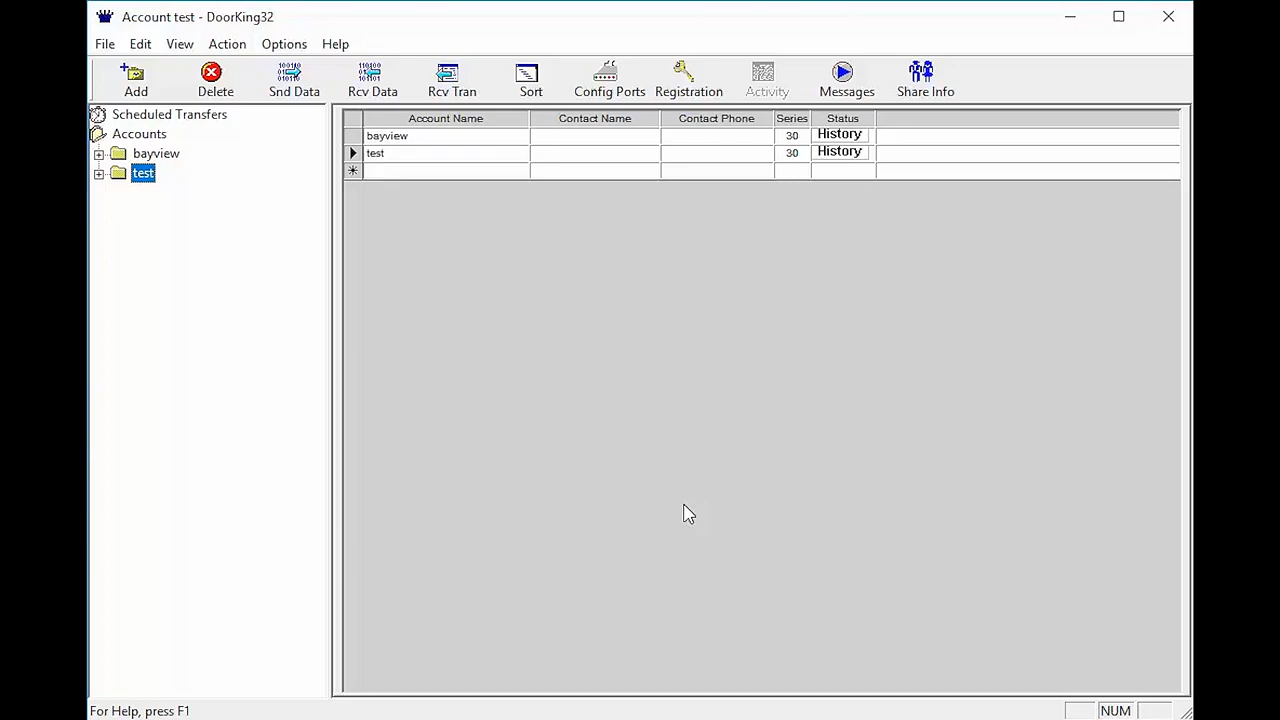 Account test - DoorKing32
File Edit View Action Options Help
Add Delete Snd Data Rcv Data Rcv Tran Sort Config Ports Registration Activity Messages Share Info
Scheduled Transfers
Accounts
bayview
test
Account Name Contact Name Contact Phone Series Status
bayview 30 History
test 30 History
For Help, press F1 NUM